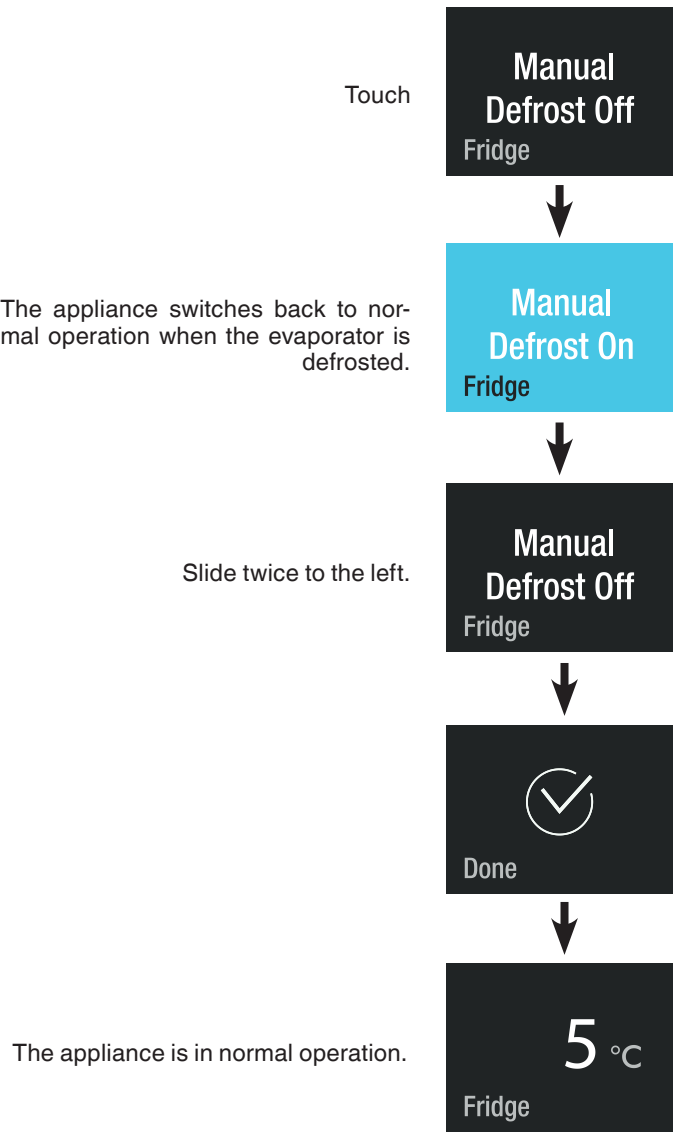 Touch
Manual
Defrost Off
Fridge
The appliance switches back to nor-
mal operation when the evaporator is
defrosted.
Manual
Defrost On
Fridge
Slide twice to the left.
Manual
Defrost Off
Fridge
Done
The appliance is in normal operation.
5 °C
Fridge